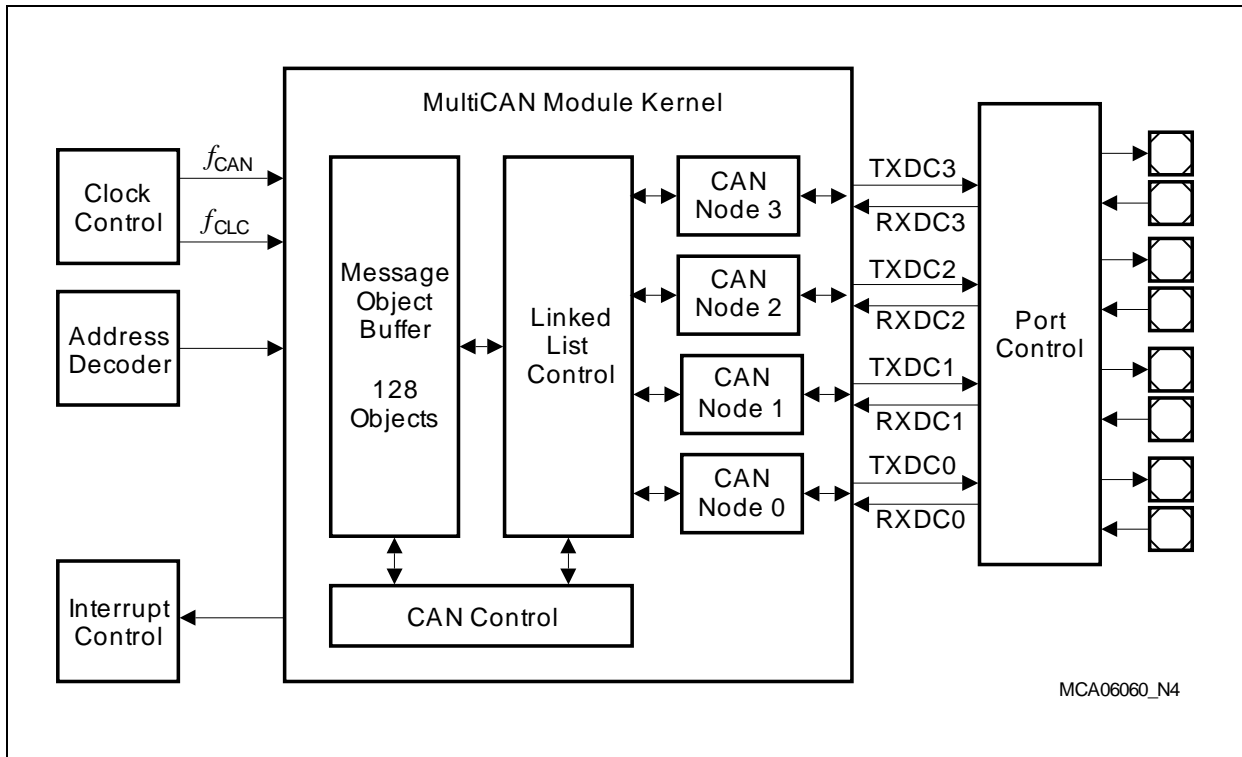 MultiCAN Module Kernel
Clock
Control
fCAN
fCLC
Address
Decoder
Interrupt
Control
Message
Object
Buffer
128
Objects
Linked
List
Control
CAN Control
CAN
Node 3
CAN
Node 2
CAN
Node 1
CAN
Node 0
TXDC3
RXDC3
TXDC2
RXDC2
TXDC1
RXDC1
TXDC0
RXDC0
Port
Control
MCA06060_N4